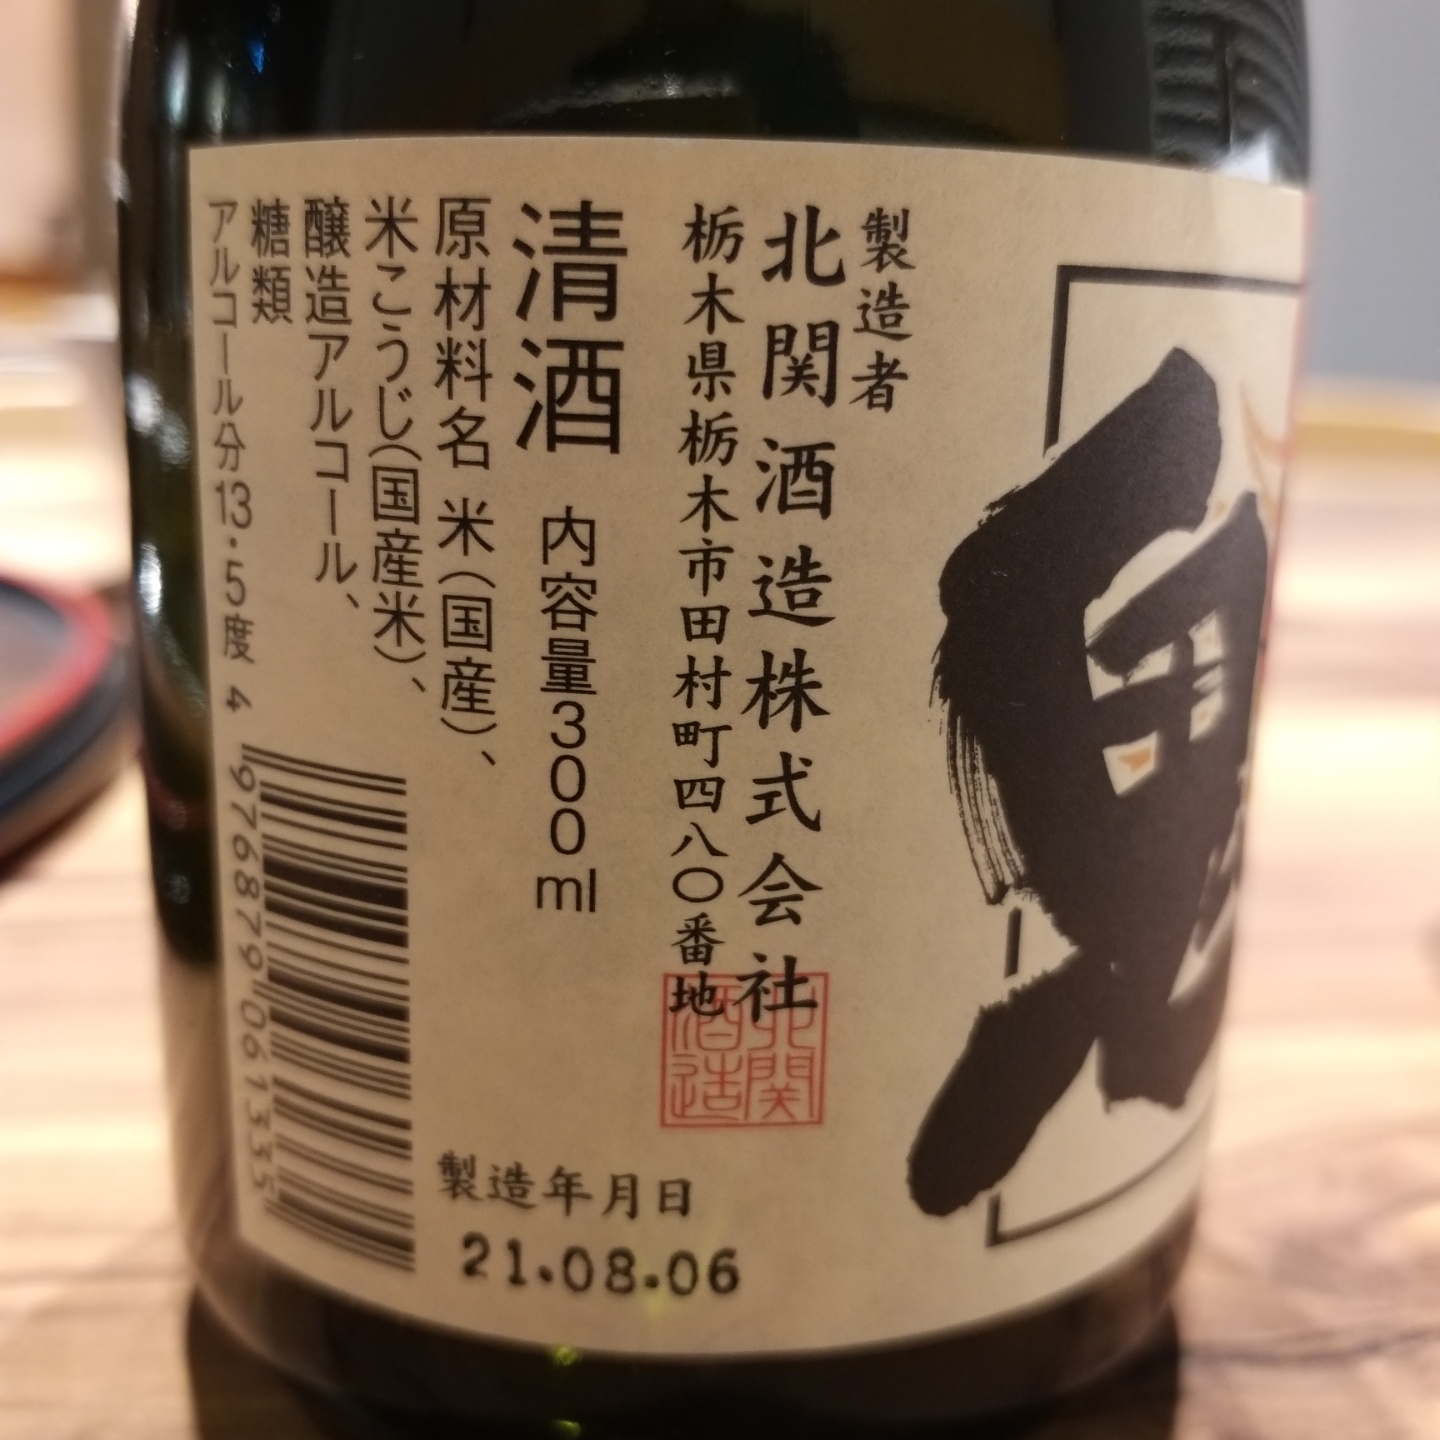 鬼
製造者
北関酒造株式会社
栃木県栃木市田村町四八〇番地
北関
酒造
清酒 内容量300ml
原材料名 米(国産)、
米こうじ(国産米)、
醸造アルコール、
糖類
アルコール分13.5度
4 976879 061335
製造年月日
21.08.06